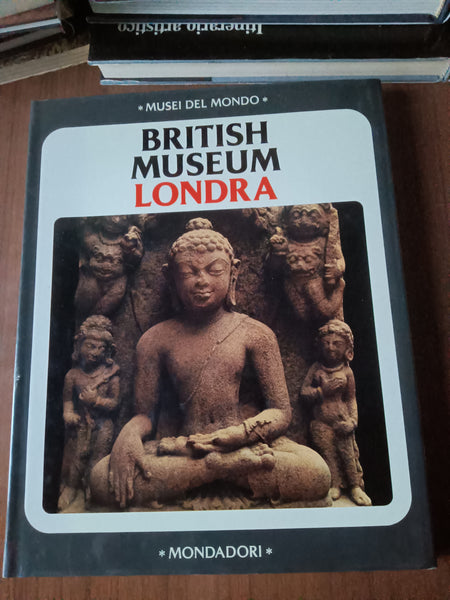 Itinerario artistico
* MUSEI DEL MONDO *
BRITISH
MUSEUM
LONDRA
* MONDADORI *